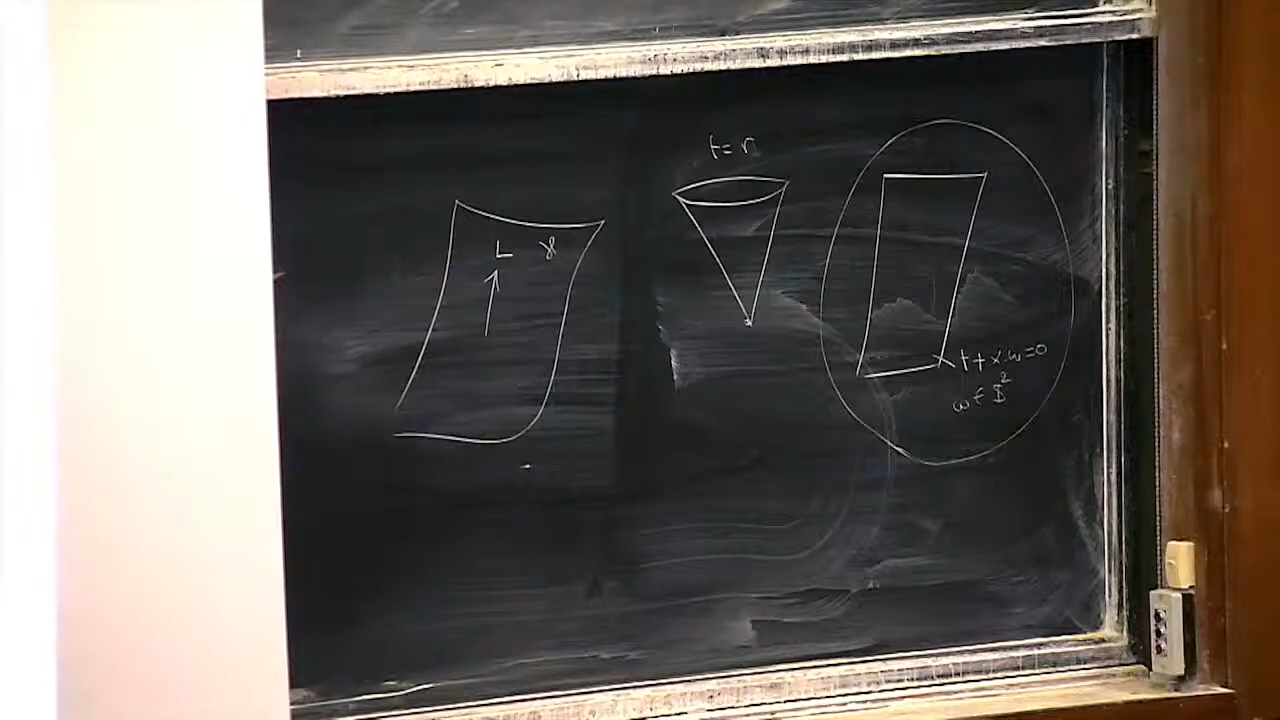 t = r
L
t + x·ω = 0
ω ∈ S²